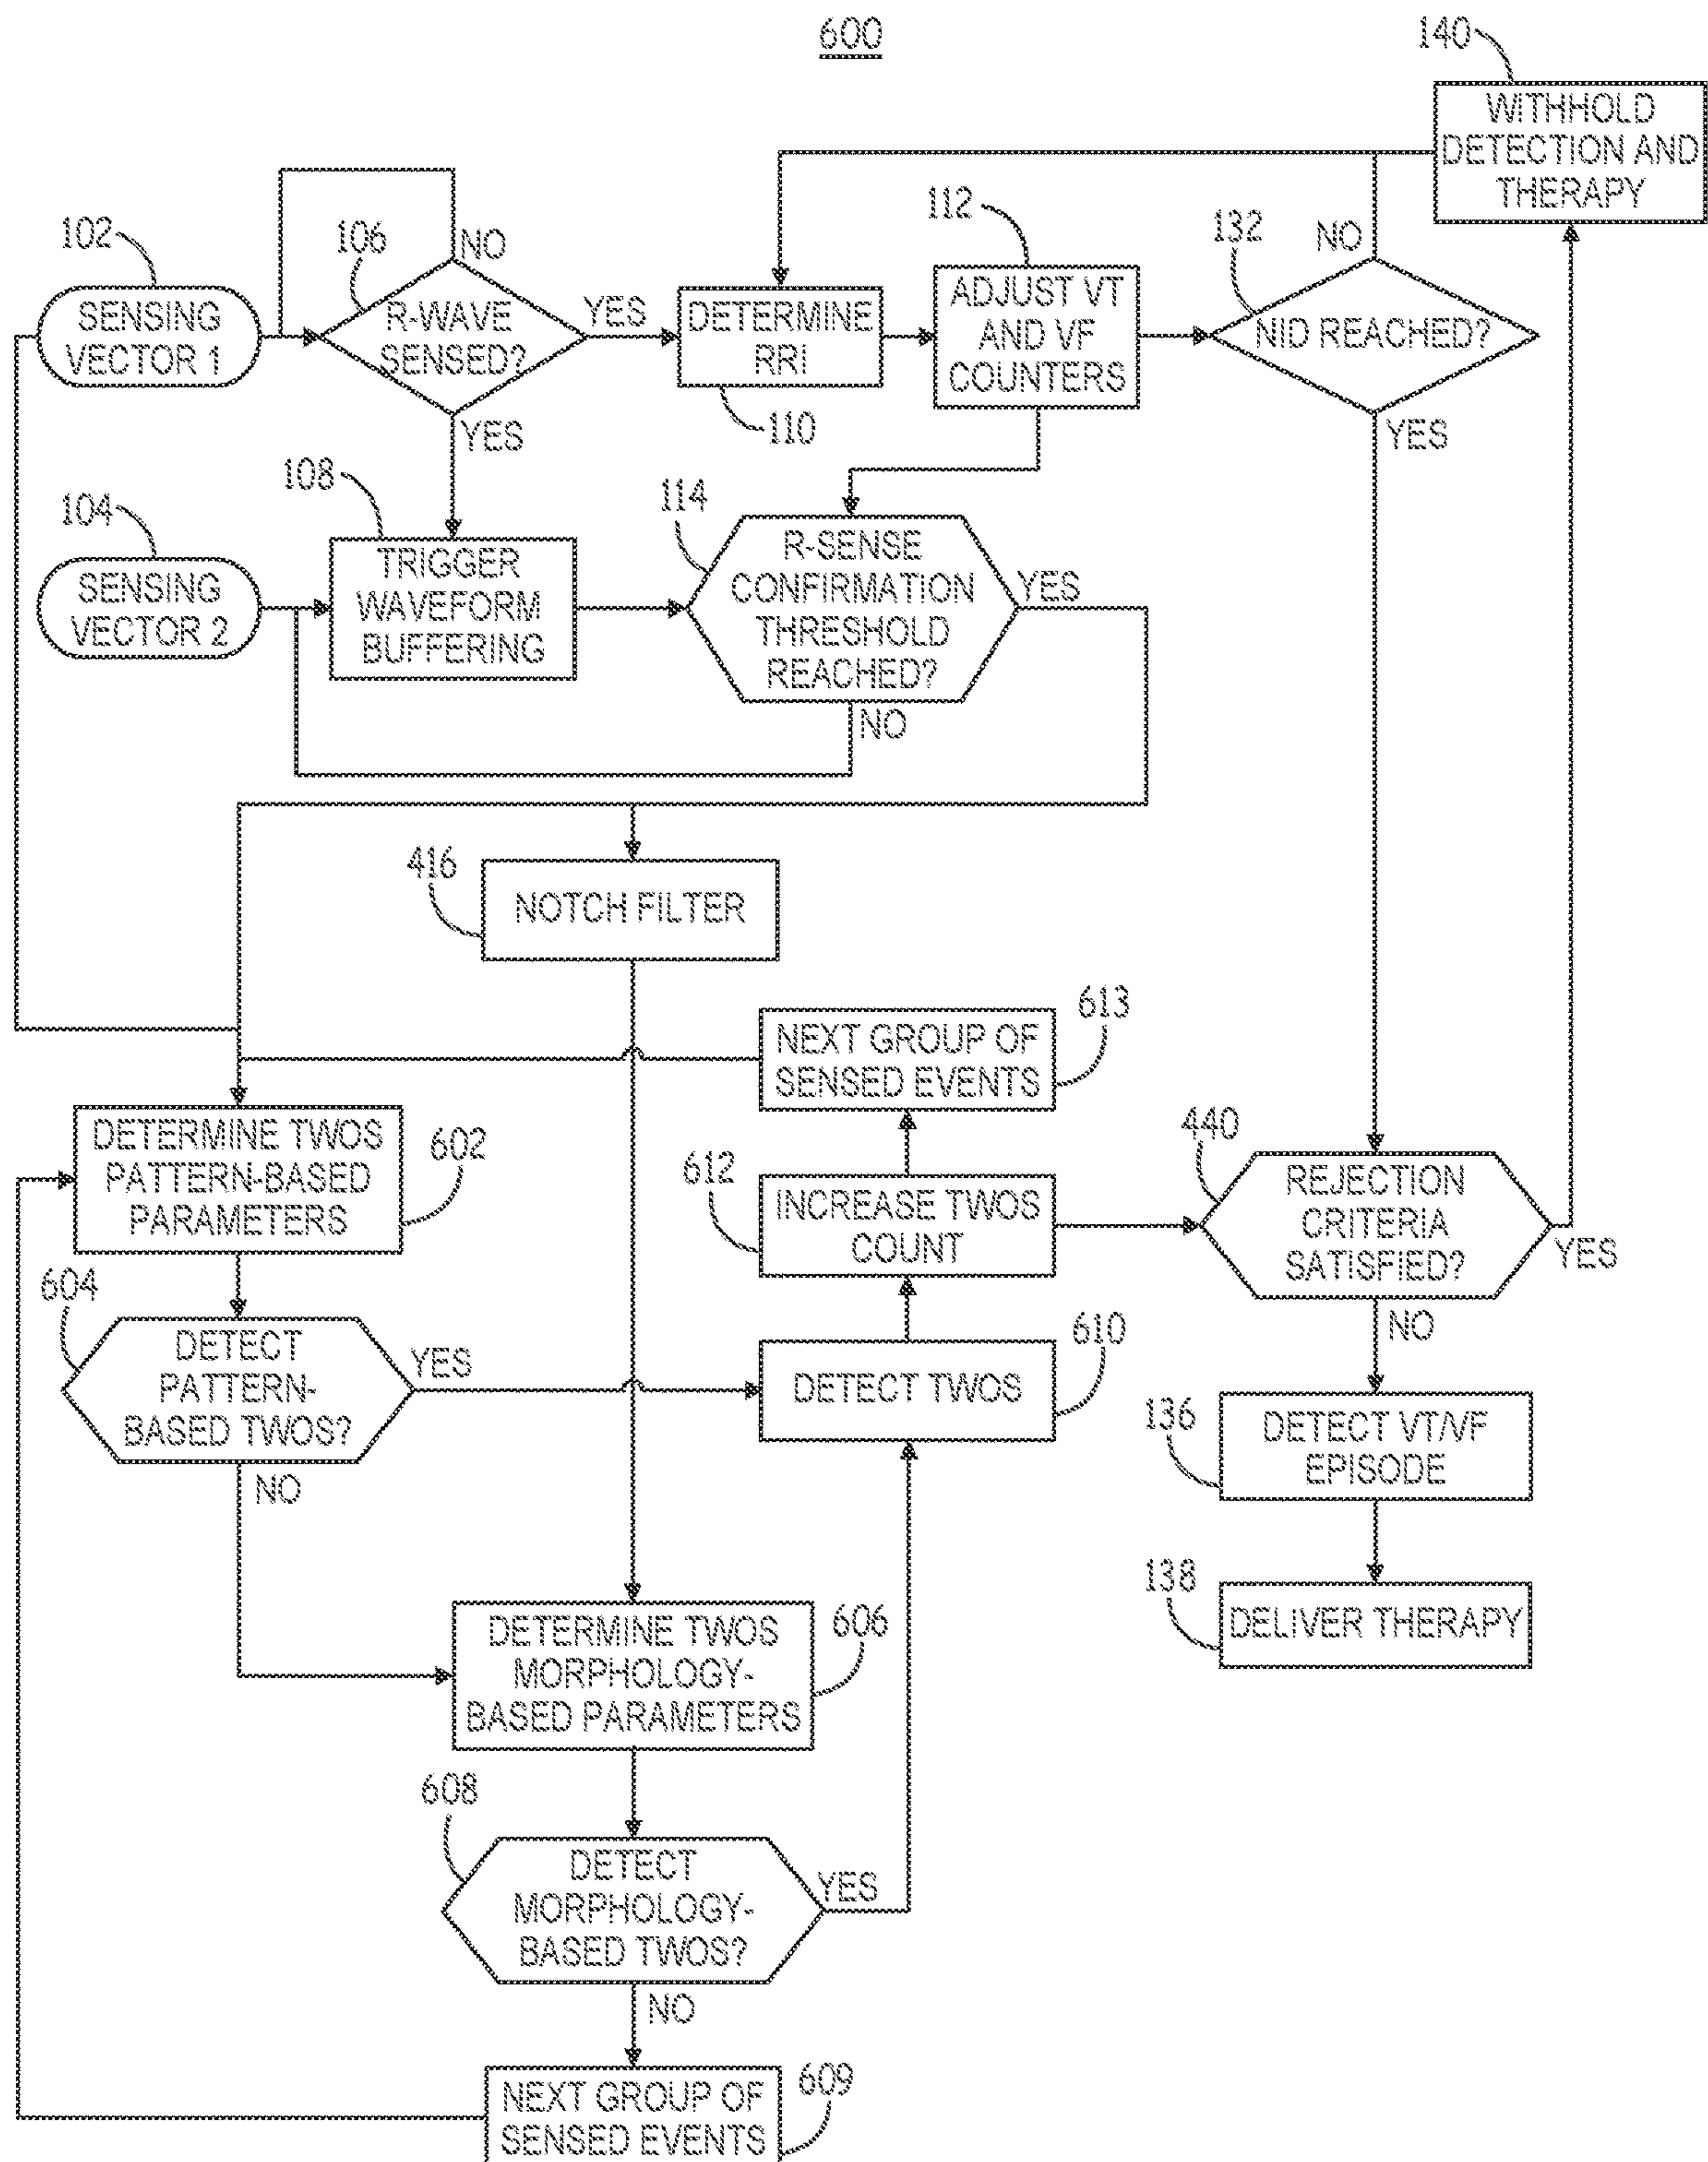 600
140
WITHHOLD
DETECTION AND
THERAPY
102
SENSING
VECTOR 1
106
NO
R-WAVE
SENSED?
YES
YES
DETERMINE
RRI
110
112
ADJUST VT
AND VF
COUNTERS
132
NO
NID REACHED?
YES
104
SENSING
VECTOR 2
108
TRIGGER
WAVEFORM
BUFFERING
114
R-SENSE
CONFIRMATION
THRESHOLD
REACHED?
YES
NO
416
NOTCH FILTER
613
NEXT GROUP OF
SENSED EVENTS
DETERMINE TWOS
PATTERN-BASED
PARAMETERS
602
612
INCREASE TWOS
COUNT
440
REJECTION
CRITERIA
SATISFIED?
YES
NO
604
DETECT
PATTERN-
BASED TWOS?
YES
NO
610
DETECT TWOS
136
DETECT VT/VF
EPISODE
138
DELIVER THERAPY
DETERMINE TWOS
MORPHOLOGY-
BASED PARAMETERS
606
608
DETECT
MORPHOLOGY-
BASED TWOS?
YES
NO
NEXT GROUP OF
SENSED EVENTS
609